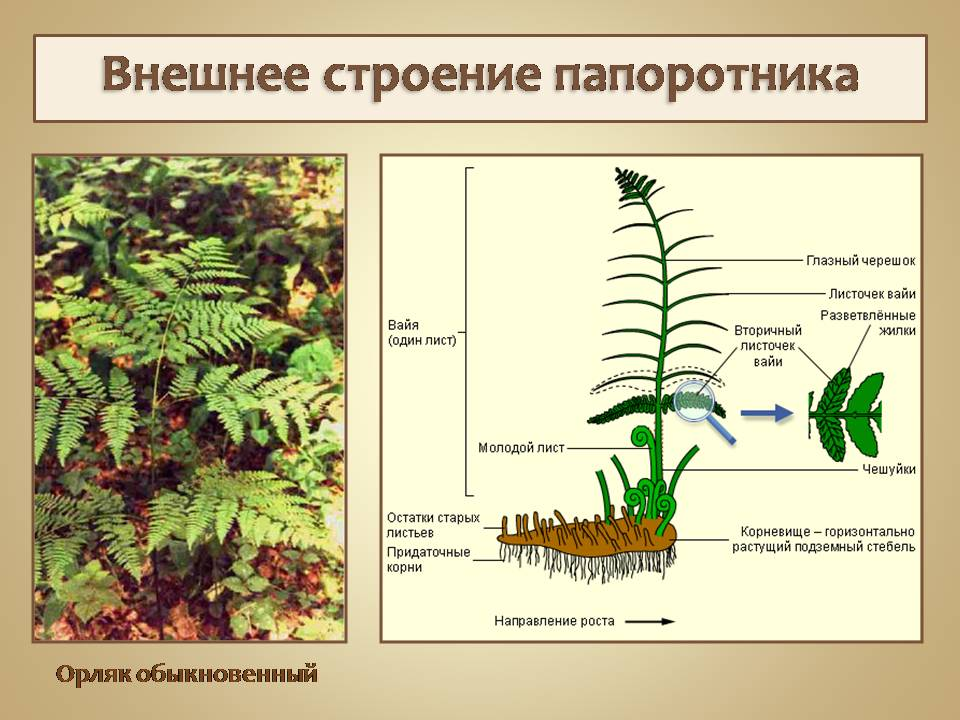 Внешнее строение папоротника
Вайя
(один лист)
Глазный черешок
Листочек вайи
Разветвлённые
жилки
Вторичный
листочек
вайи
Молодой лист
Чешуйки
Остатки старых
листьев
Придаточные
корни
Корневище – горизонтально
растущий подземный стебель
Направление роста
Орляк обыкновенный